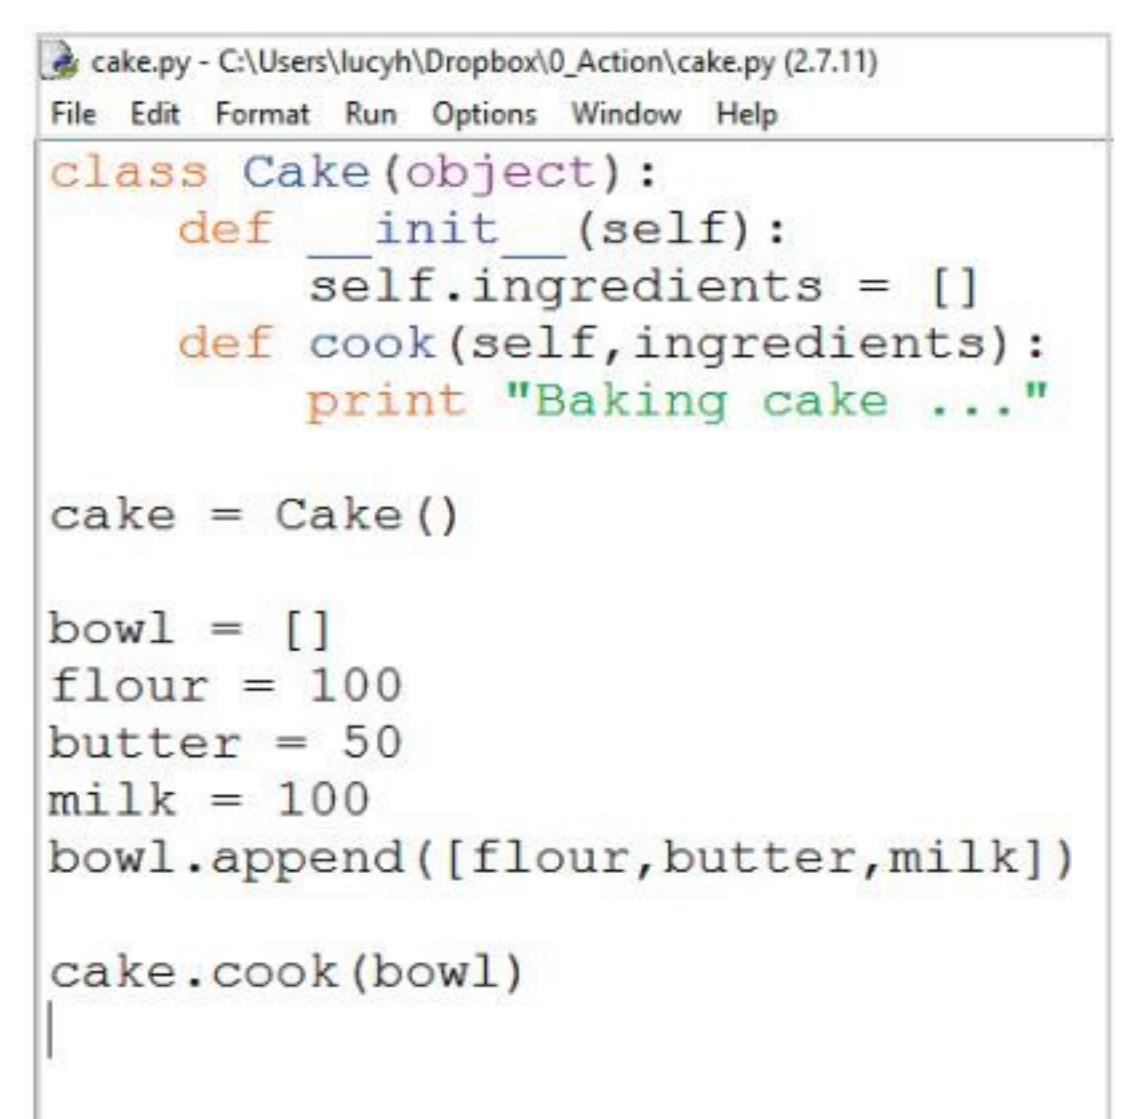 cake.py - C:\Users\lucyh\Dropbox\0_Action\cake.py (2.7.11)
File Edit Format Run Options Window Help
class Cake(object):
    def __init__(self):
        self.ingredients = []
    def cook(self,ingredients):
        print "Baking cake ..."

cake = Cake()

bowl = []
flour = 100
butter = 50
milk = 100
bowl.append([flour,butter,milk])

cake.cook(bowl)